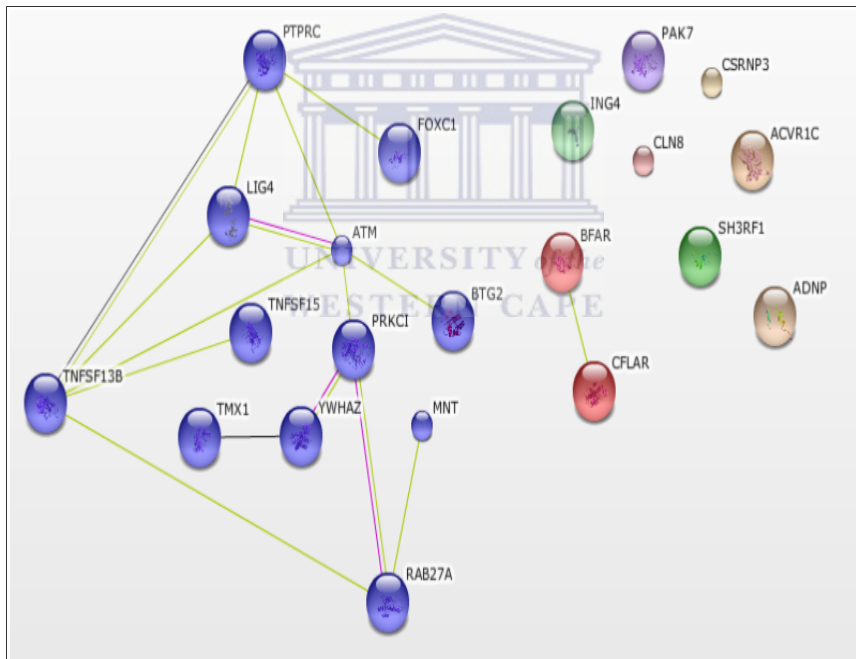 PTPRC
PAK7
CSRNP3
ING4
FOXC1
CLN8
ACVR1C
LIG4
ATM
BFAR
SH3RF1
UNIVERSITY of the
WESTERN CAPE
BTG2
ADNP
TNFSF15
PRKCI
TNFSF13B
CFLAR
TMX1
YWHAZ
MNT
RAB27A